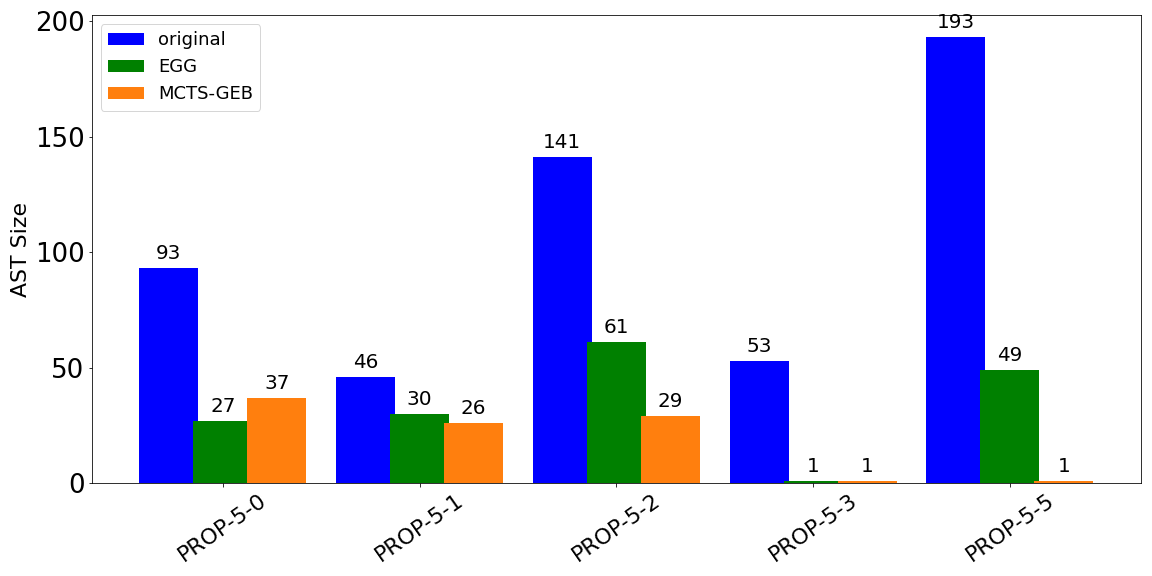 200
150
100
50
0
AST Size
original
EGG
MCTS-GEB
93
27
37
46
30
26
141
61
29
53
1
1
193
49
1
PROP-5-0
PROP-5-1
PROP-5-2
PROP-5-3
PROP-5-5